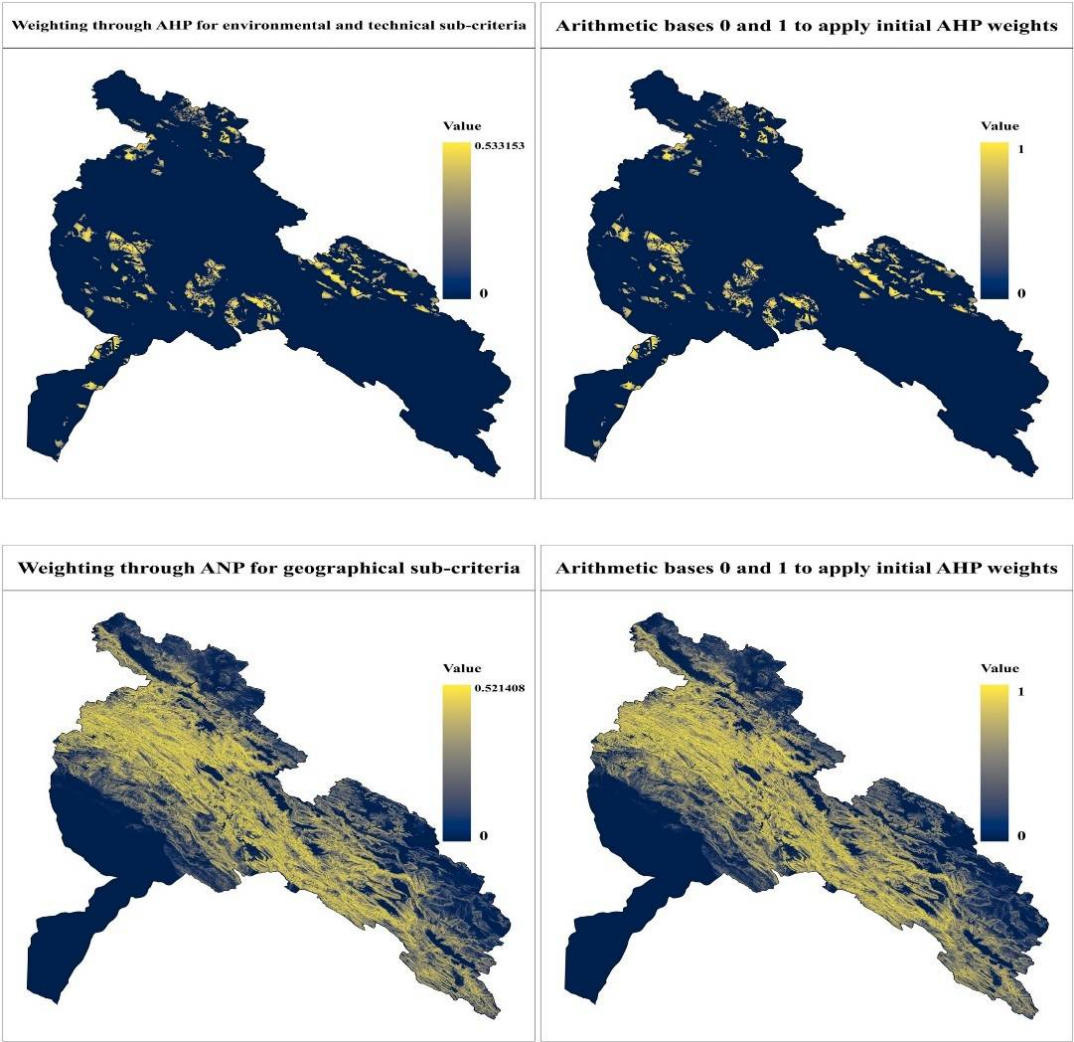 Weighting through AHP for environmental and technical sub-criteria
Value
0.533153
0
Arithmetic bases 0 and 1 to apply initial AHP weights
Value
1
0
Weighting through ANP for geographical sub-criteria
Value
0.521408
0
Arithmetic bases 0 and 1 to apply initial AHP weights
Value
1
0